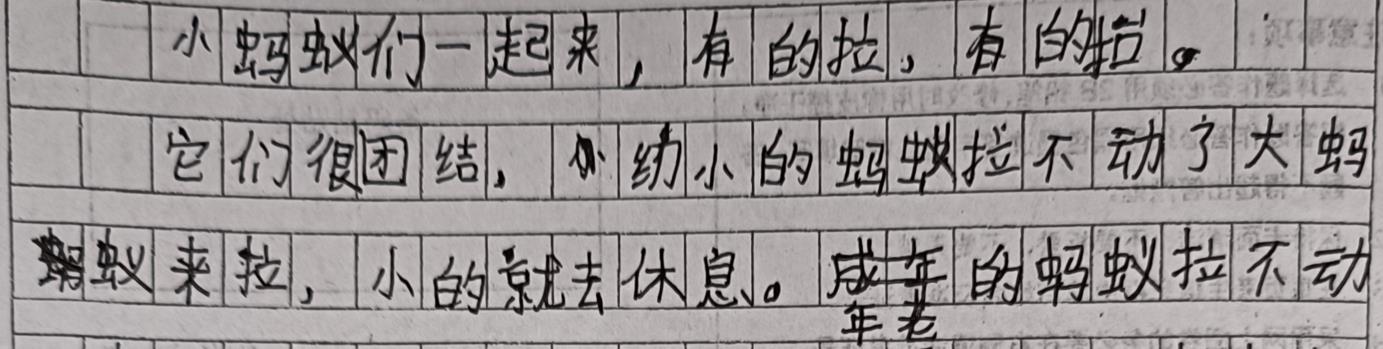 小蚂蚁们一起来，有的拉，有的抬。
它们很团结，幼小的蚂蚁拉不动了大蚂
蚁来拉，小的就去休息。成年的蚂蚁拉不动
年老